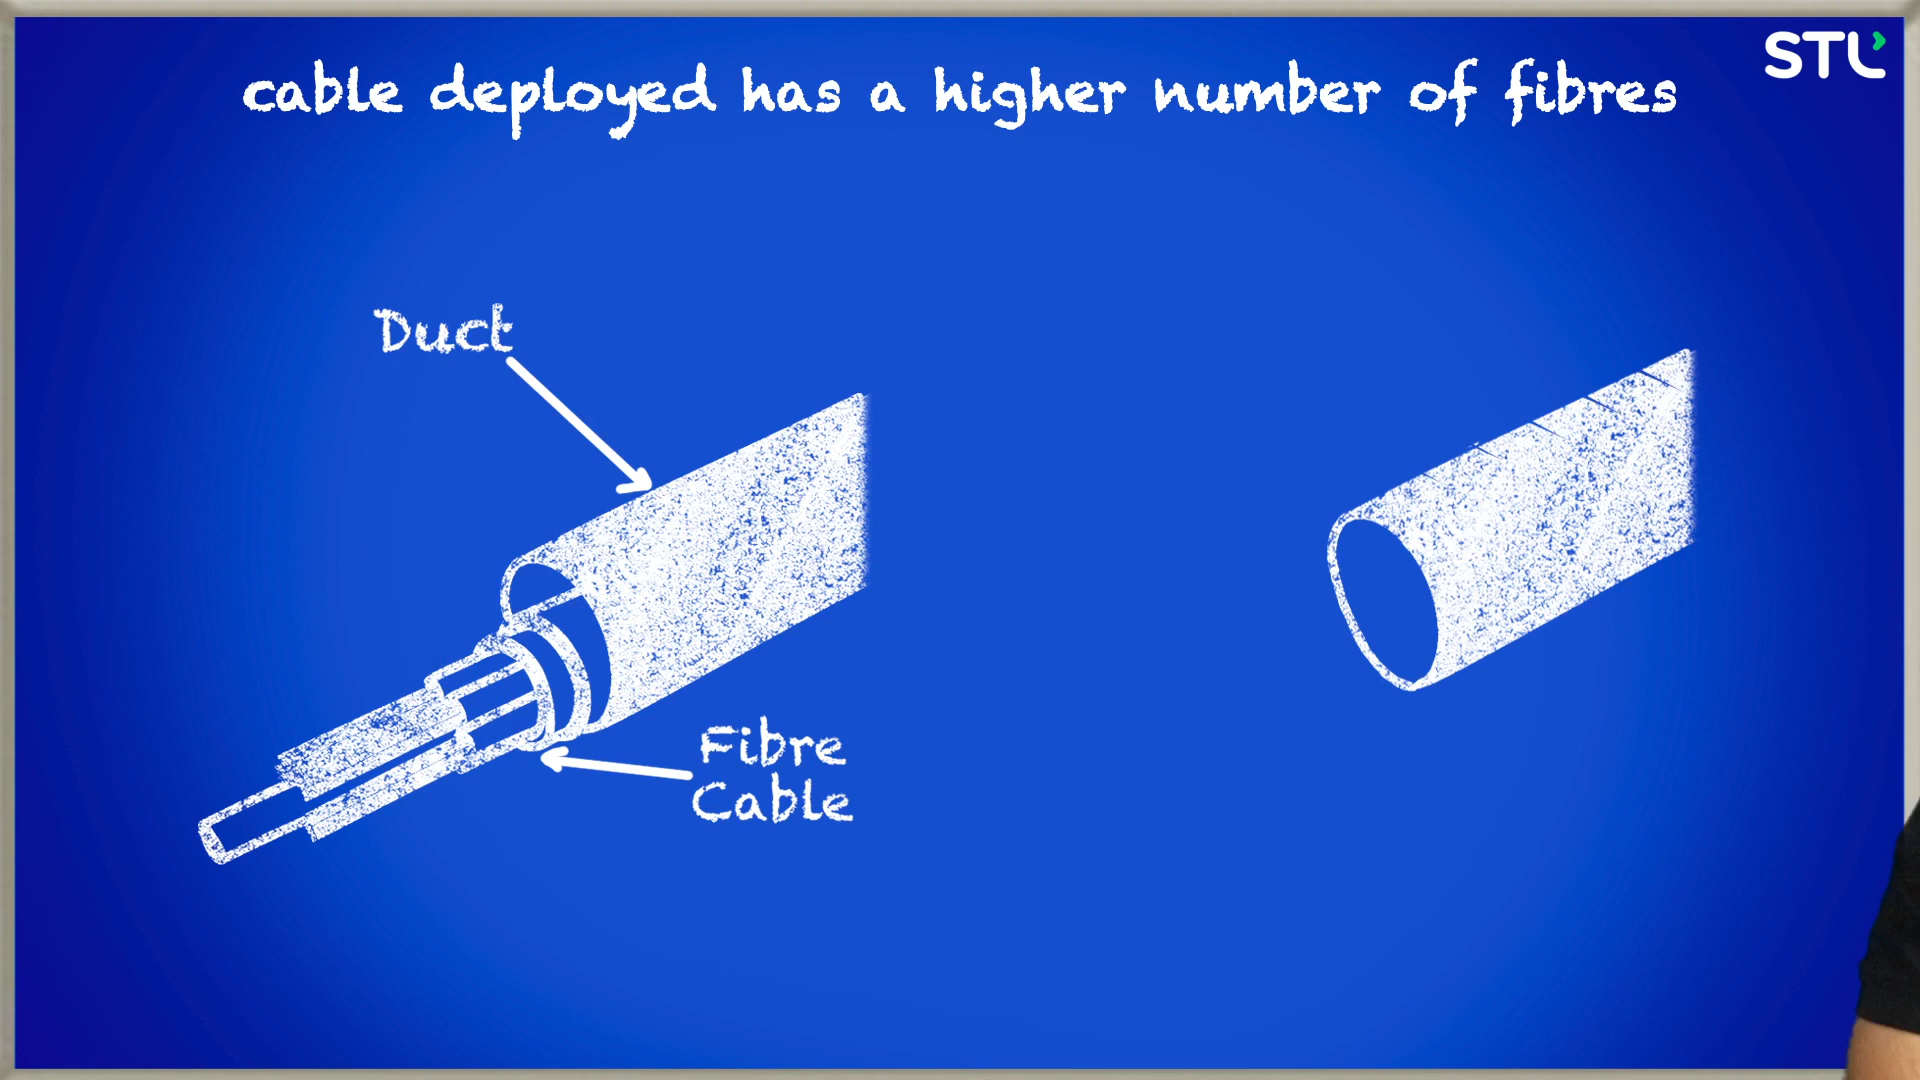 STL
cable deployed has a higher number of fibres
Duct
Fibre
Cable